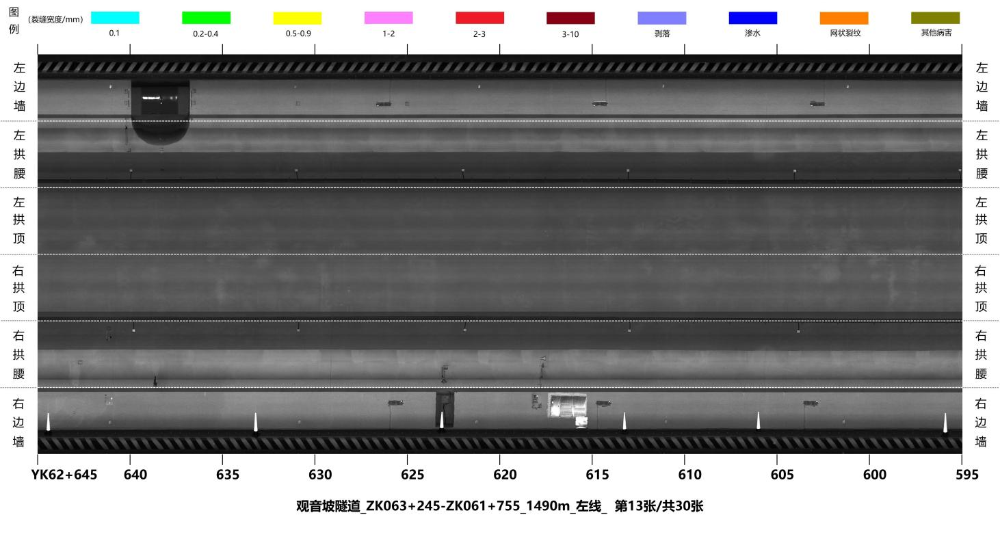 图例 (裂缝宽度/mm) 0.1 0.2-0.4 0.5-0.9 1-2 2-3 3-10 剥落 渗水 网状裂纹 其他病害
左边墙 左边墙
左拱腰 左拱腰
左拱顶 左拱顶
右拱顶 右拱顶
右拱腰 右拱腰
右边墙 右边墙
YK62+645 640 635 630 625 620 615 610 605 600 595
观音坡隧道_ZK063+245-ZK061+755_1490m_左线_ 第13张/共30张